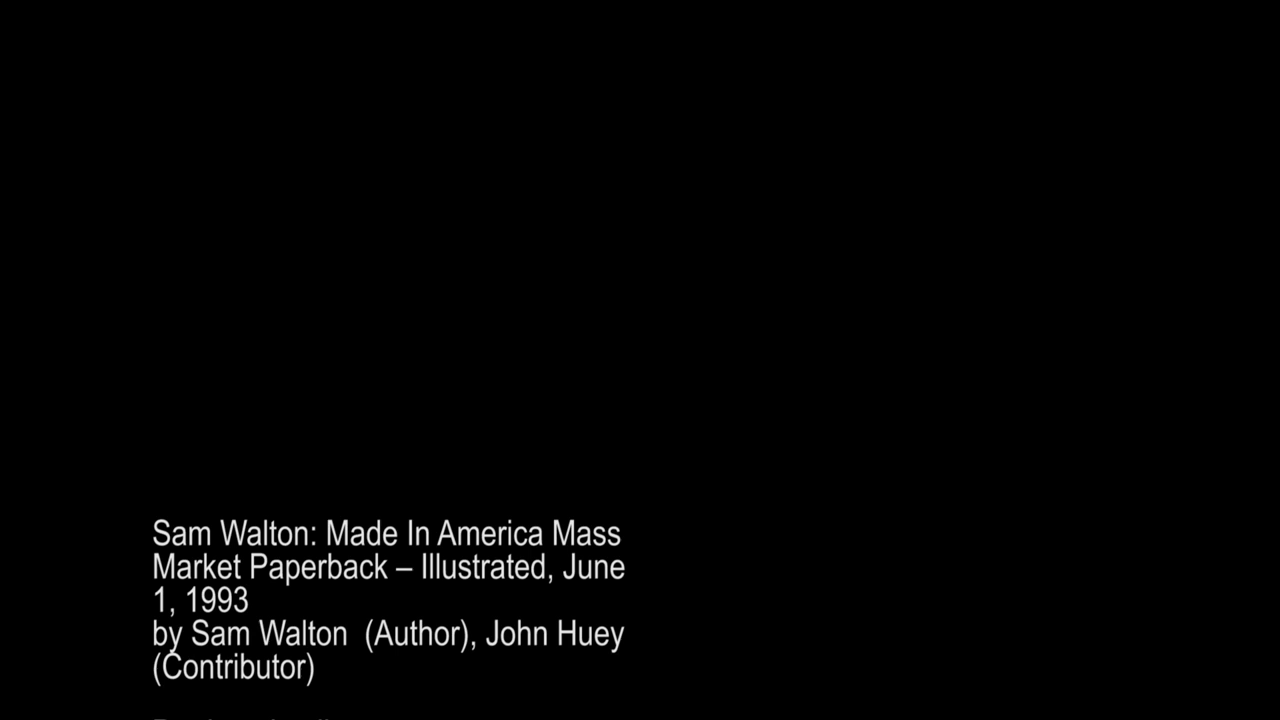 Sam Walton: Made In America Mass
Market Paperback – Illustrated, June
1, 1993
by Sam Walton  (Author), John Huey
(Contributor)